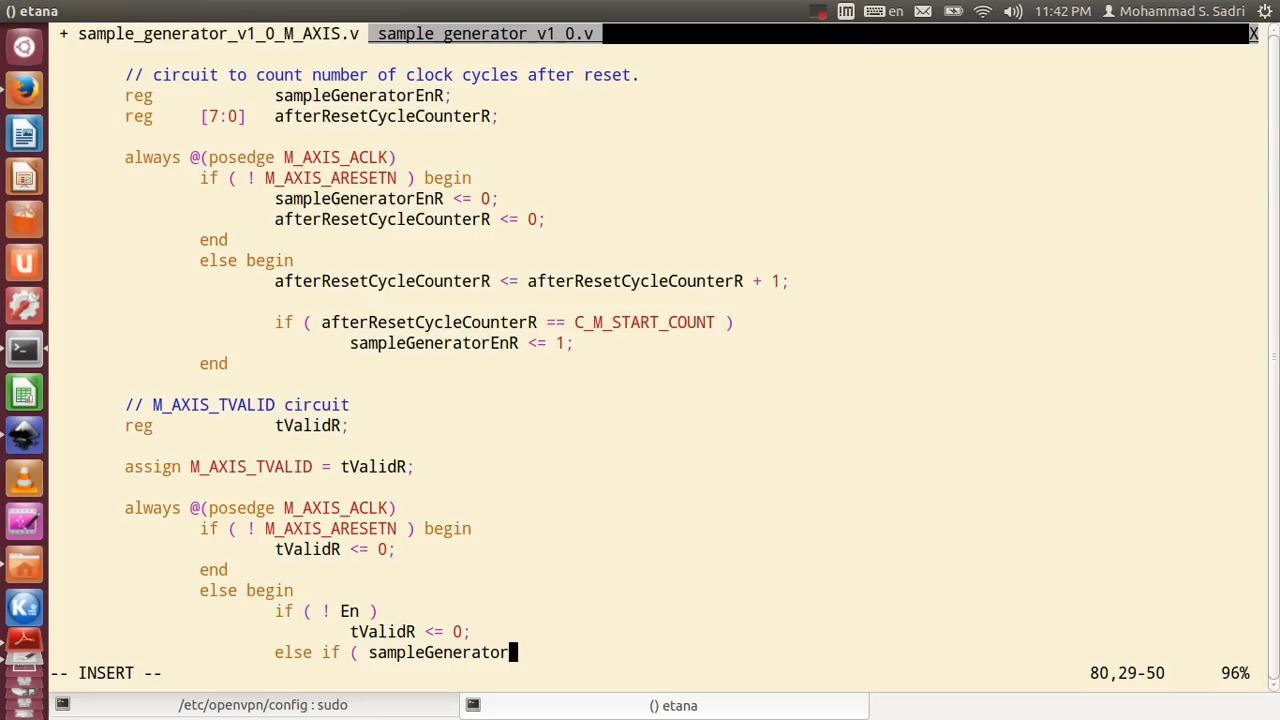 () etana
en
11:42 PM
Mohammad S. Sadri
+ sample_generator_v1_0_M_AXIS.v  sample_generator_v1_0.v
X
// circuit to count number of clock cycles after reset.
reg sampleGeneratorEnR;
reg [7:0] afterResetCycleCounterR;
always @(posedge M_AXIS_ACLK)
if ( ! M_AXIS_ARESETN ) begin
sampleGeneratorEnR <= 0;
afterResetCycleCounterR <= 0;
end
else begin
afterResetCycleCounterR <= afterResetCycleCounterR + 1;
if ( afterResetCycleCounterR == C_M_START_COUNT )
sampleGeneratorEnR <= 1;
end
// M_AXIS_TVALID circuit
reg tValidR;
assign M_AXIS_TVALID = tValidR;
always @(posedge M_AXIS_ACLK)
if ( ! M_AXIS_ARESETN ) begin
tValidR <= 0;
end
else begin
if ( ! En )
tValidR <= 0;
else if ( sampleGenerator
-- INSERT --
80,29-50
96%
/etc/openvpn/config : sudo
() etana